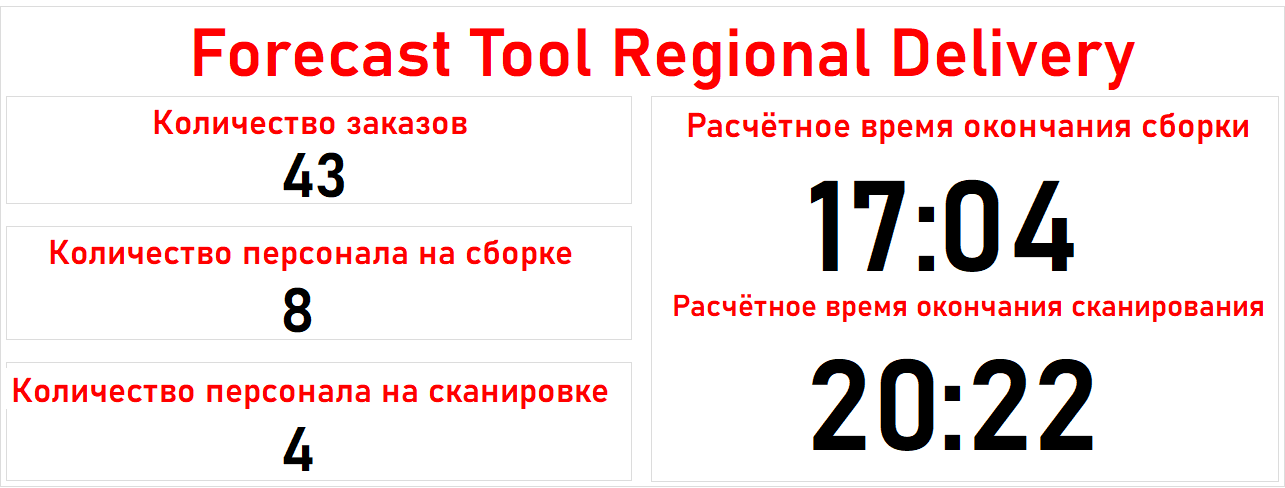 Forecast Tool Regional Delivery
Количество заказов
43
Количество персонала на сборке
8
Количество персонала на сканировке
4
Расчётное время окончания сборки
17:04
Расчётное время окончания сканирования
20:22